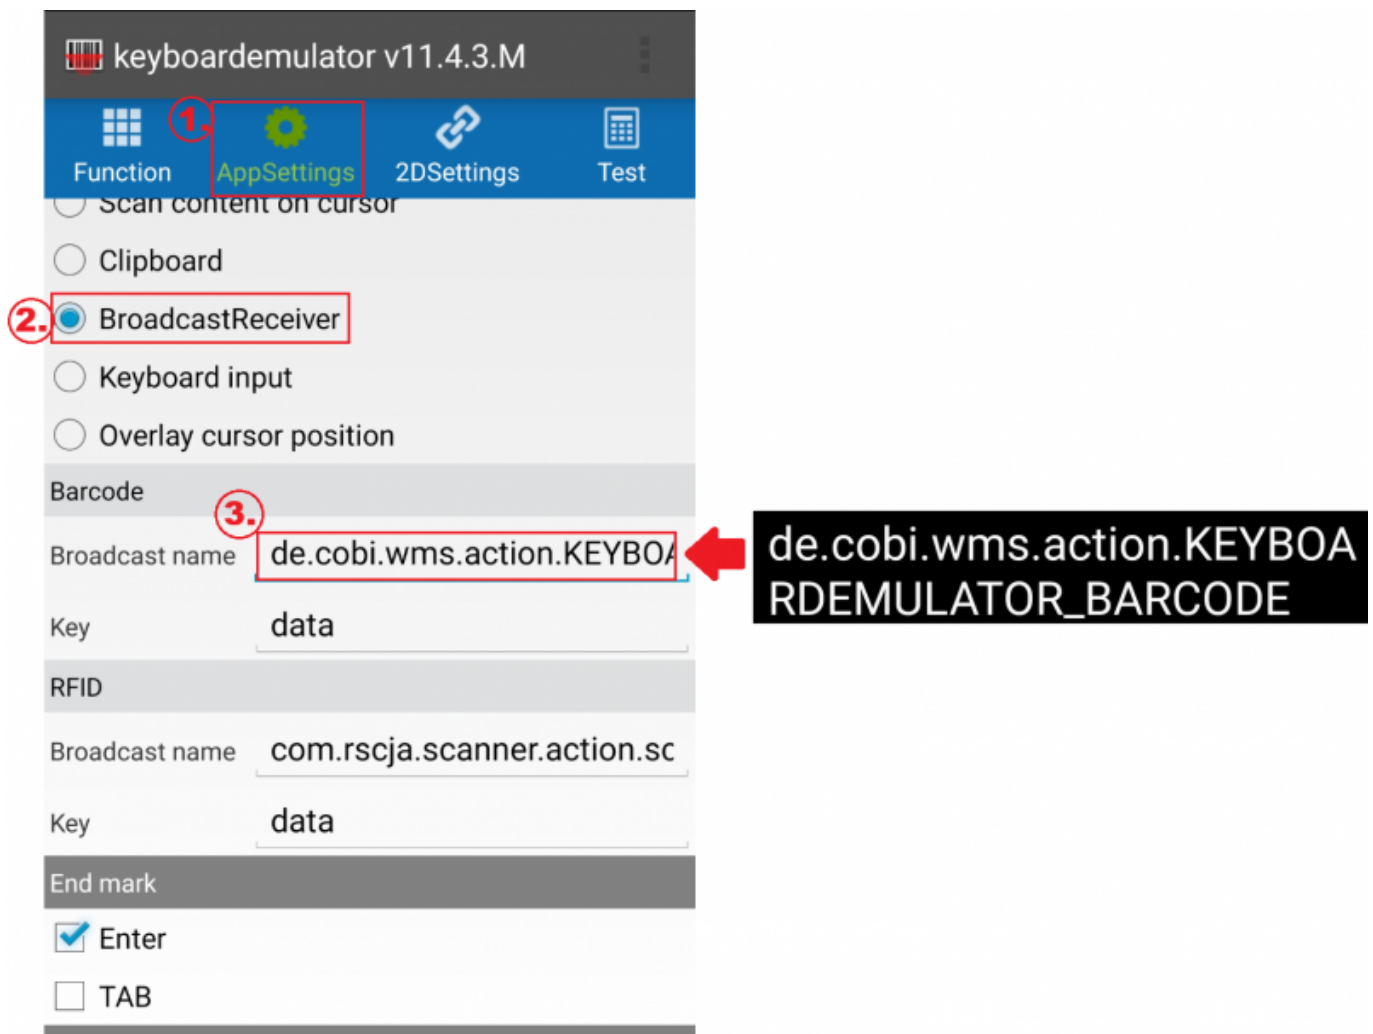 keyboardemulator v11.4.3.M
1.
Function AppSettings 2DSettings Test
Scan content on cursor
Clipboard
2. BroadcastReceiver
Keyboard input
Overlay cursor position
Barcode
3.
Broadcast name de.cobi.wms.action.KEYBOA
de.cobi.wms.action.KEYBOA
RDEMULATOR_BARCODE
Key data
RFID
Broadcast name com.rscja.scanner.action.sc
Key data
End mark
Enter
TAB